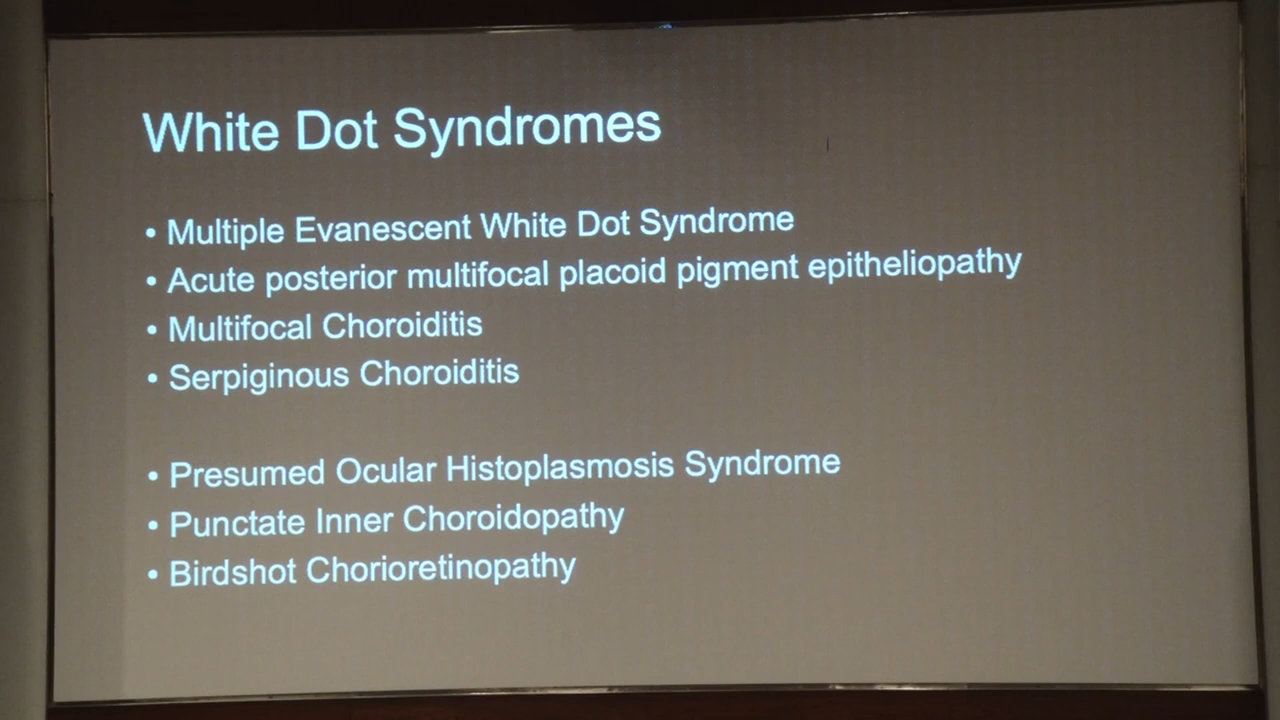 White Dot Syndromes
• Multiple Evanescent White Dot Syndrome
• Acute posterior multifocal placoid pigment epitheliopathy
• Multifocal Choroiditis
• Serpiginous Choroiditis
• Presumed Ocular Histoplasmosis Syndrome
• Punctate Inner Choroidopathy
• Birdshot Chorioretinopathy